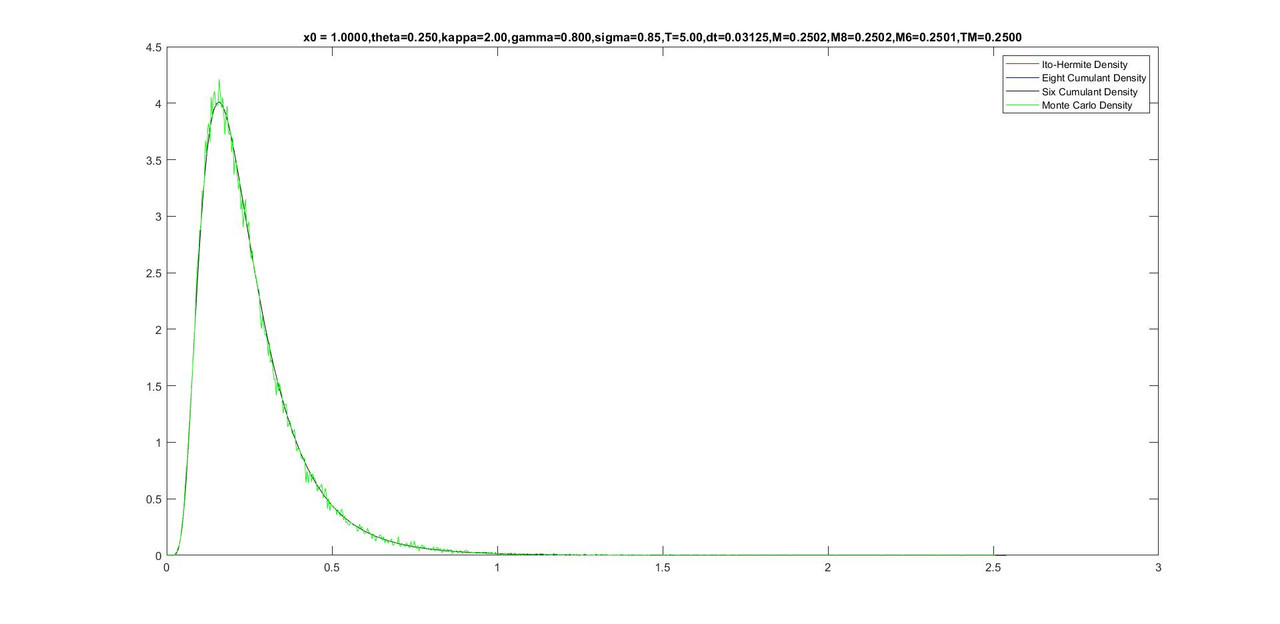 x0 = 1.0000,theta=0.250,kappa=2.00,gamma=0.800,sigma=0.85,T=5.00,dt=0.03125,M=0.2502,M8=0.2502,M6=0.2501,TM=0.2500
Ito-Hermite Density
Eight Cumulant Density
Six Cumulant Density
Monte Carlo Density
4.5
4
3.5
3
2.5
2
1.5
1
0.5
0
0 0.5 1 1.5 2 2.5 3